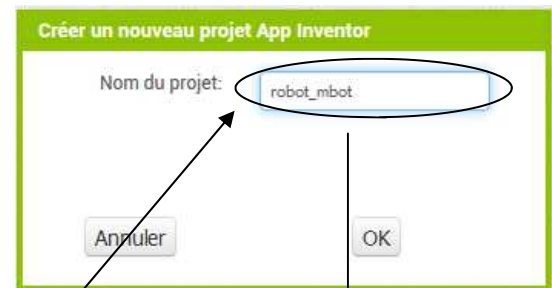 Créer un nouveau projet App Inventor
Nom du projet: robot_mbot
Annuler OK